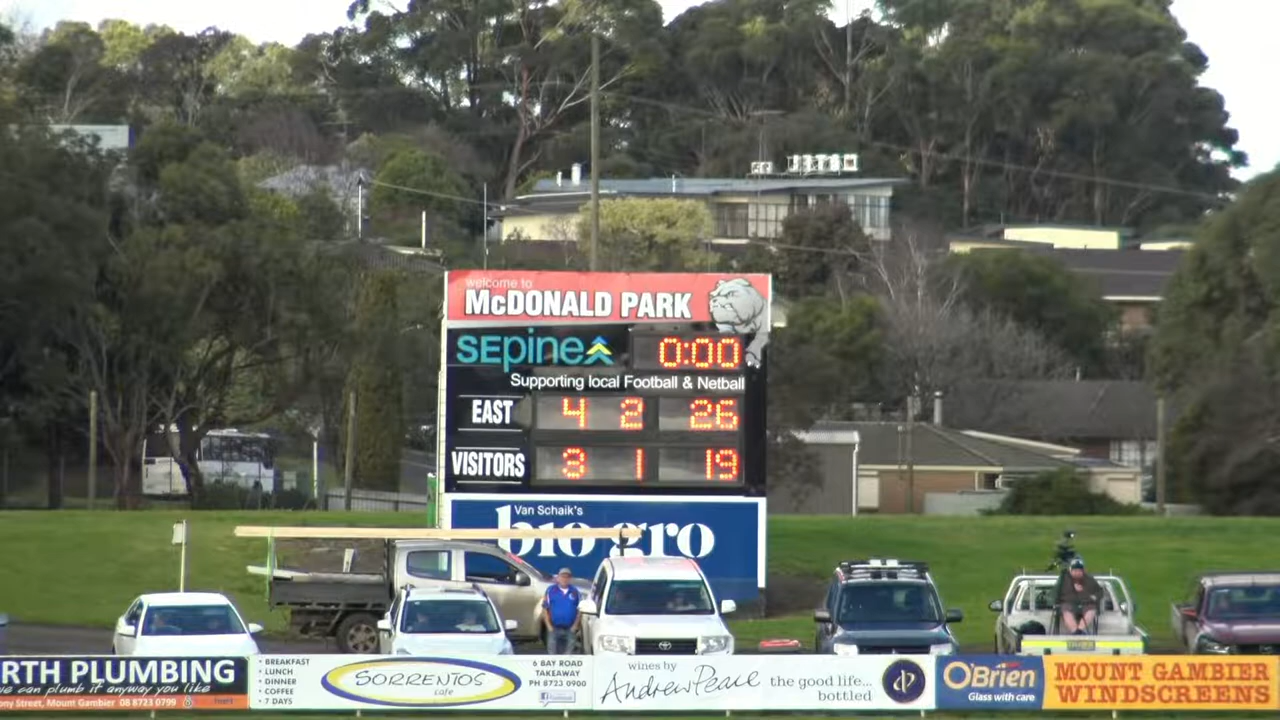 welcome to
McDONALD PARK
SEpine 0:00
Supporting local Football & Netball
EAST 4 2 26
VISITORS 3 1 19
Van Schaik's
bio gro
RTH PLUMBING
we can plumb it anyway you like
ony Street, Mount Gambier 08 8723 0799
• BREAKFAST
• LUNCH
• DINNER
• COFFEE
• 7 DAYS
SORRENTOS
cafe
6 BAY ROAD
TAKEAWAY
PH 8723 0900
wines by
Andrew Peace
the good life...
bottled
O'Brien
Glass with care
MOUNT GAMBIER
WINDSCREENS